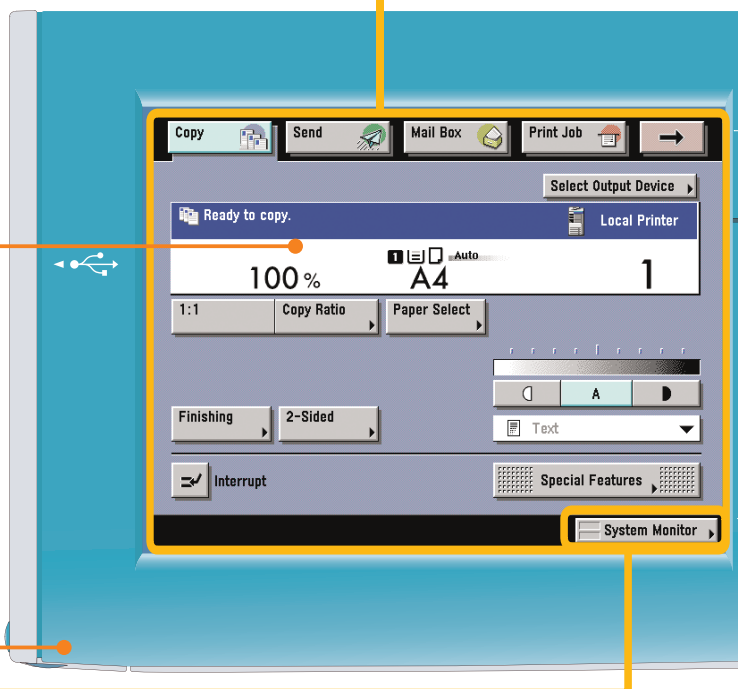 Copy
Send
Mail Box
Print Job
Select Output Device
Ready to copy.
Local Printer
100 %
1
Auto
A4
1
1:1
Copy Ratio
Paper Select
A
Finishing
2-Sided
Text
Interrupt
Special Features
System Monitor